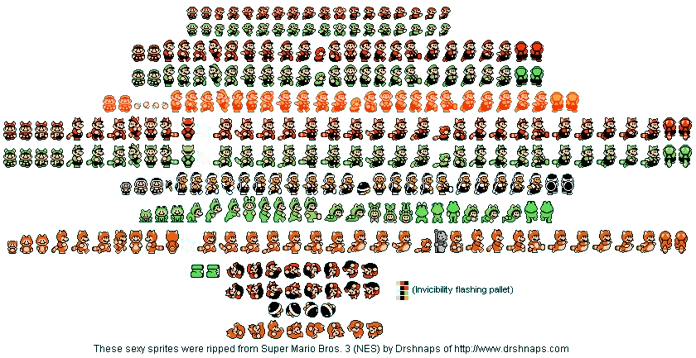 (Invicibility flashing pallet)
These sexy sprites were ripped from Super Mario Bros. 3 (NES) by Drshnaps of http://www.drshnaps.com